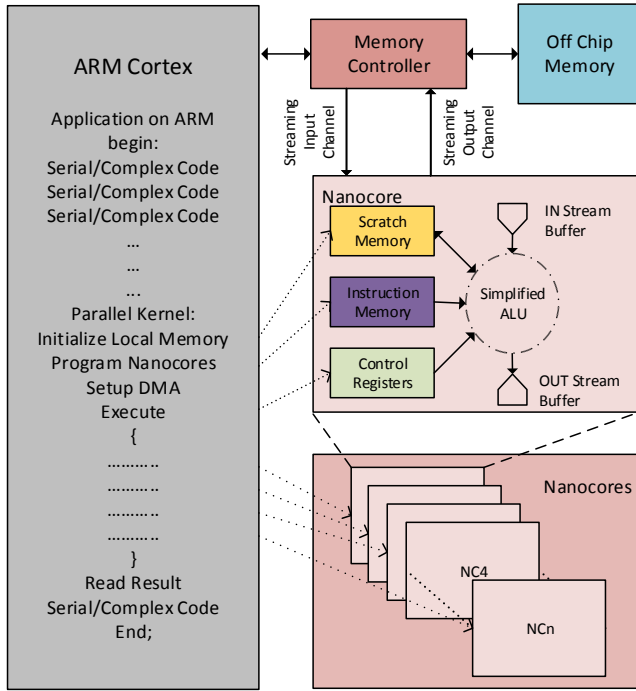 ARM Cortex
Application on ARM
begin:
Serial/Complex Code
Serial/Complex Code
Serial/Complex Code
...
...
...
Parallel Kernel:
Initialize Local Memory
Program Nanocores
Setup DMA
Execute
{
...........
...........
...........
...........
}
Read Result
Serial/Complex Code
End;
Memory
Controller
Off Chip
Memory
Streaming
Input
Channel
Streaming
Output
Channel
Nanocore
Scratch
Memory
Instruction
Memory
Control
Registers
IN Stream
Buffer
Simplified
ALU
OUT Stream
Buffer
Nanocores
NC4
NCn